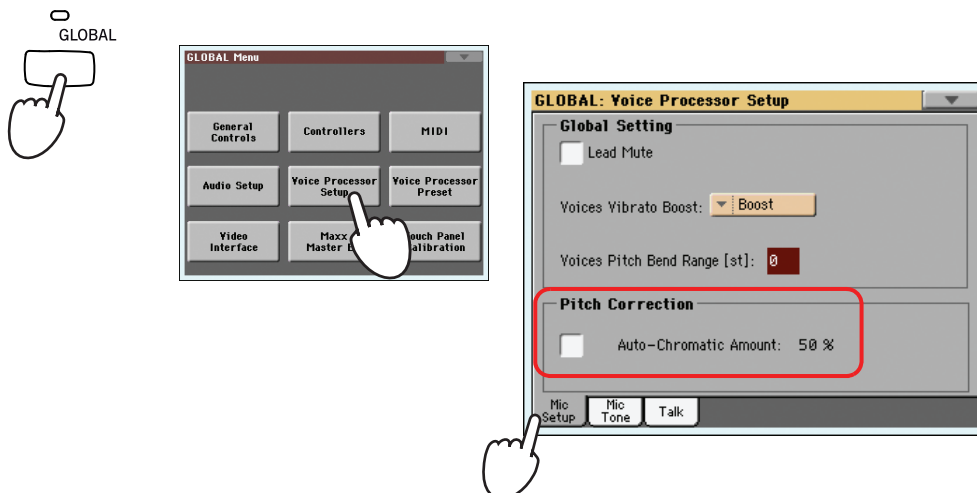 GLOBAL
GLOBAL Menu
General
Controls
Controllers
MIDI
Audio Setup
Voice Processor
Setup
Voice Processor
Preset
Video
Interface
Maxx
Master
Panel
GLOBAL: Voice Processor Setup
Global Setting
Lead Mute
Voices Vibrato Boost: Boost
Voices Pitch Bend Range [st]: 0
Pitch Correction
Auto-Chromatic Amount: 50 %
Mic
Setup
Mic
Tone
Talk